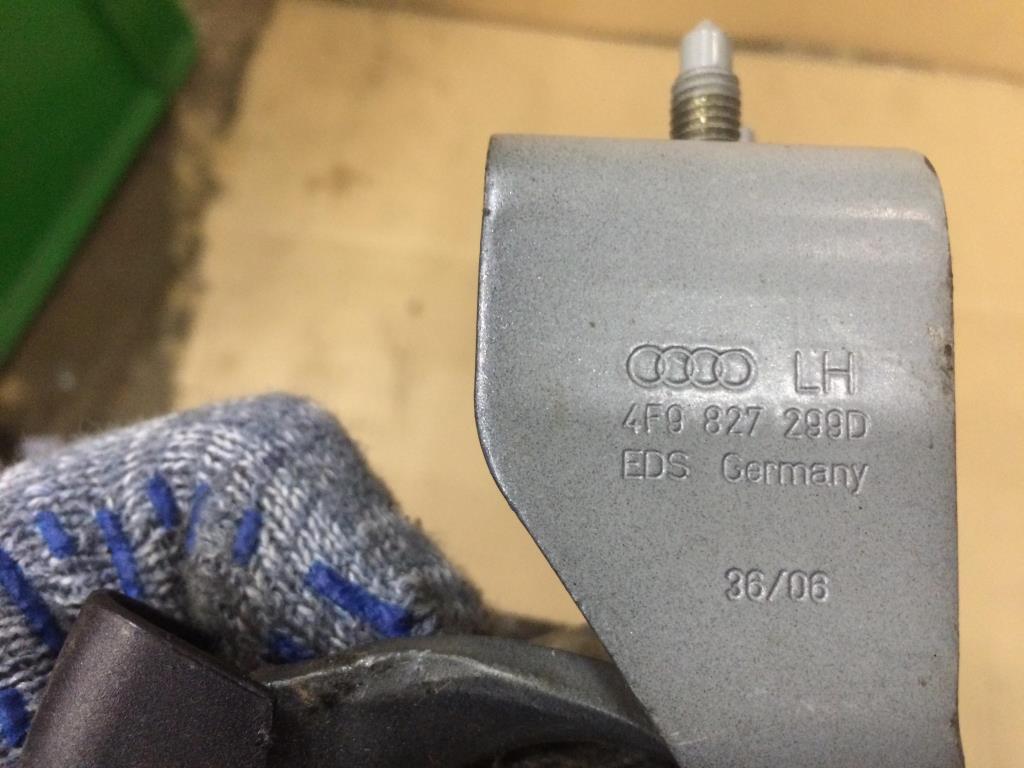 LH
4F9 827 299D
EDS Germany
36/06